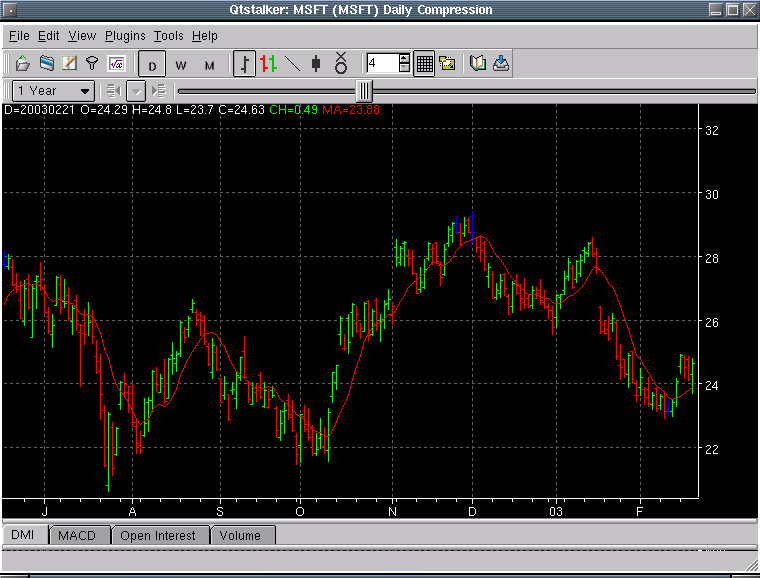 Qtstalker: MSFT (MSFT) Daily Compression
File Edit View Plugins Tools Help
D W M 4
1 Year
D=20030221 O=24.29 H=24.8 L=23.7 C=24.63 CH=0.49 MA=23.88
32
30
28
26
24
22
J A S O N D 03 F
DMI MACD Open Interest Volume